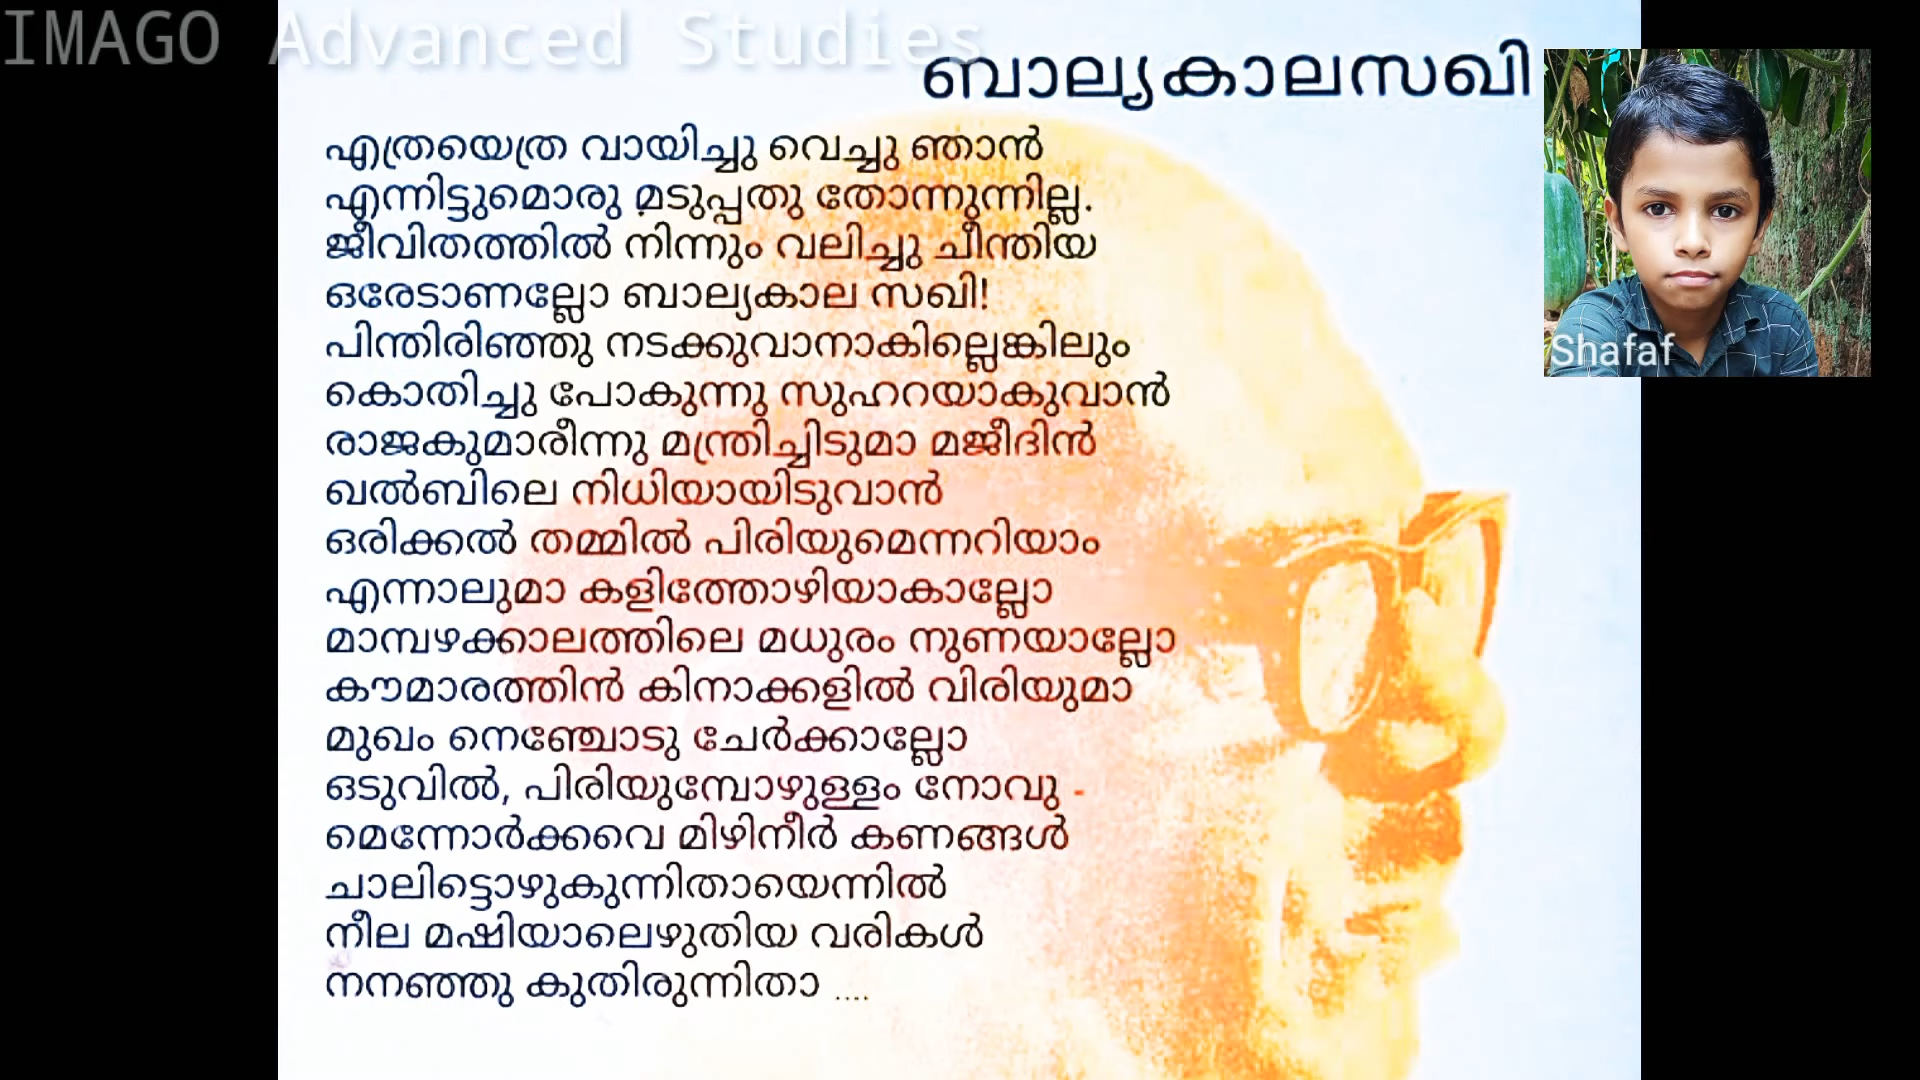 IMAGO Advanced Studies
ബാല്യകാലസഖി
എത്രയെത്ര വായിച്ചു വെച്ചു ഞാൻ
എന്നിട്ടുമൊരു മടുപ്പതു തോന്നുന്നില്ല.
ജീവിതത്തിൽ നിന്നും വലിച്ചു ചീന്തിയ
ഒരേടാണല്ലോ ബാല്യകാല സഖി!
പിന്തിരിഞ്ഞു നടക്കുവാനാകില്ലെങ്കിലും
കൊതിച്ചു പോകുന്നു സുഹറയാകുവാൻ
രാജകുമാരീന്നു മന്ത്രിച്ചിടുമാ മജീദിൻ
ഖൽബിലെ നിധിയായിടുവാൻ
ഒരിക്കൽ തമ്മിൽ പിരിയുമെന്നറിയാം
എന്നാലുമാ കളിത്തോഴിയാകാല്ലോ
മാമ്പഴക്കാലത്തിലെ മധുരം നുണയാല്ലോ
കൗമാരത്തിൻ കിനാക്കളിൽ വിരിയുമാ
മുഖം നെഞ്ചോടു ചേർക്കാല്ലോ
ഒടുവിൽ, പിരിയുമ്പോഴുള്ളം നോവു -
മെന്നോർക്കവെ മിഴിനീർ കണങ്ങൾ
ചാലിട്ടൊഴുകുന്നിതായെന്നിൽ
നീല മഷിയാലെഴുതിയ വരികൾ
നനഞ്ഞു കുതിരുന്നിതാ ....
Shafaf